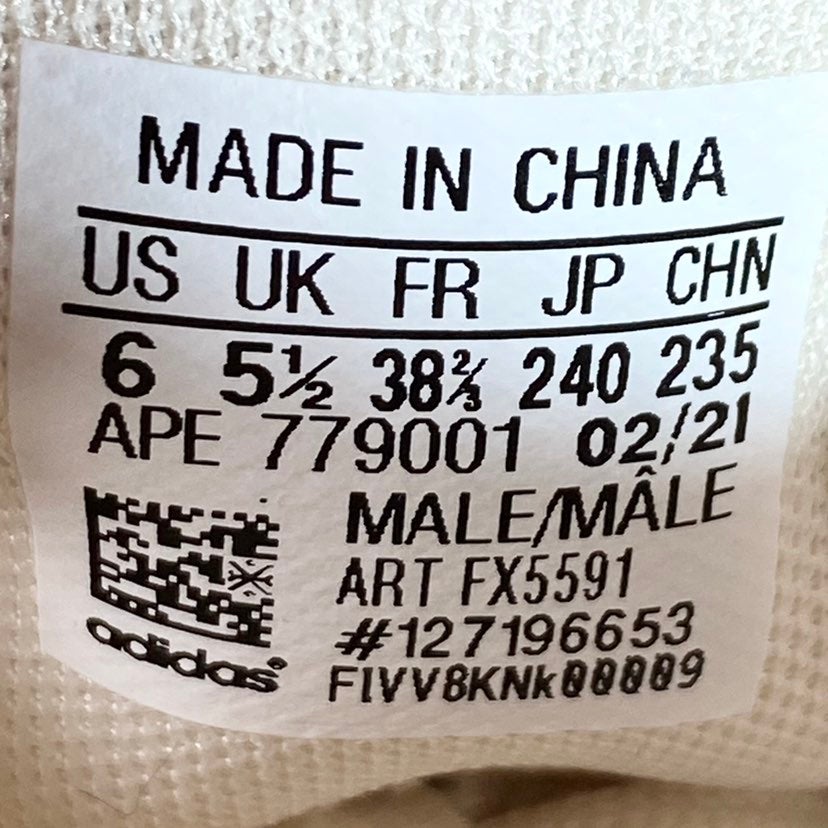 MADE IN CHINA
US UK FR JP CHN
6 5½ 38⅔ 240 235
APE 779001 02/21
MALE/MÂLE
ART FX5591
#127196653
FIVV8KNk00009
adidas®